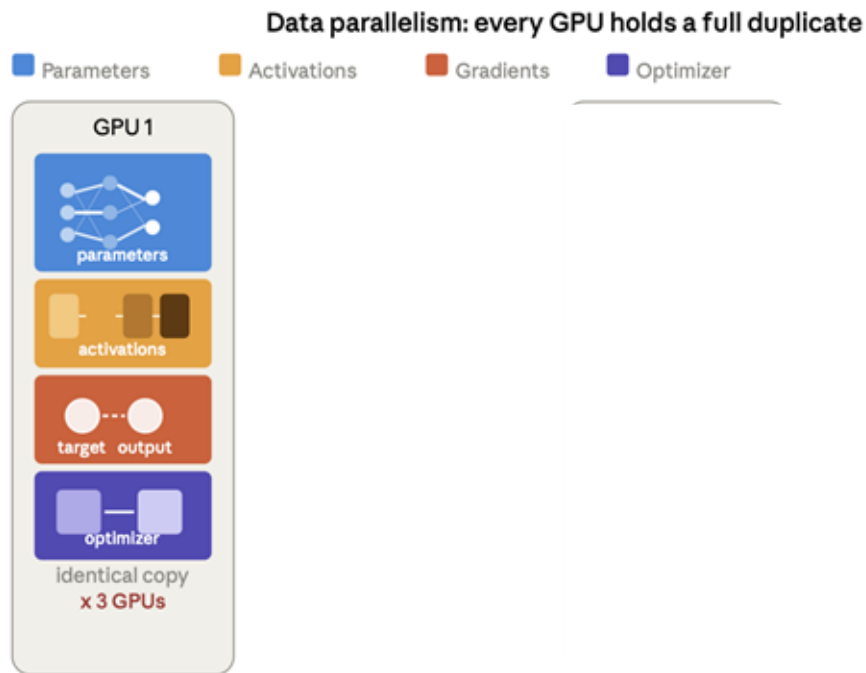 Data parallelism: every GPU holds a full duplicate
Parameters Activations Gradients Optimizer
GPU 1
parameters
activations
target output
optimizer
identical copy
x 3 GPUs